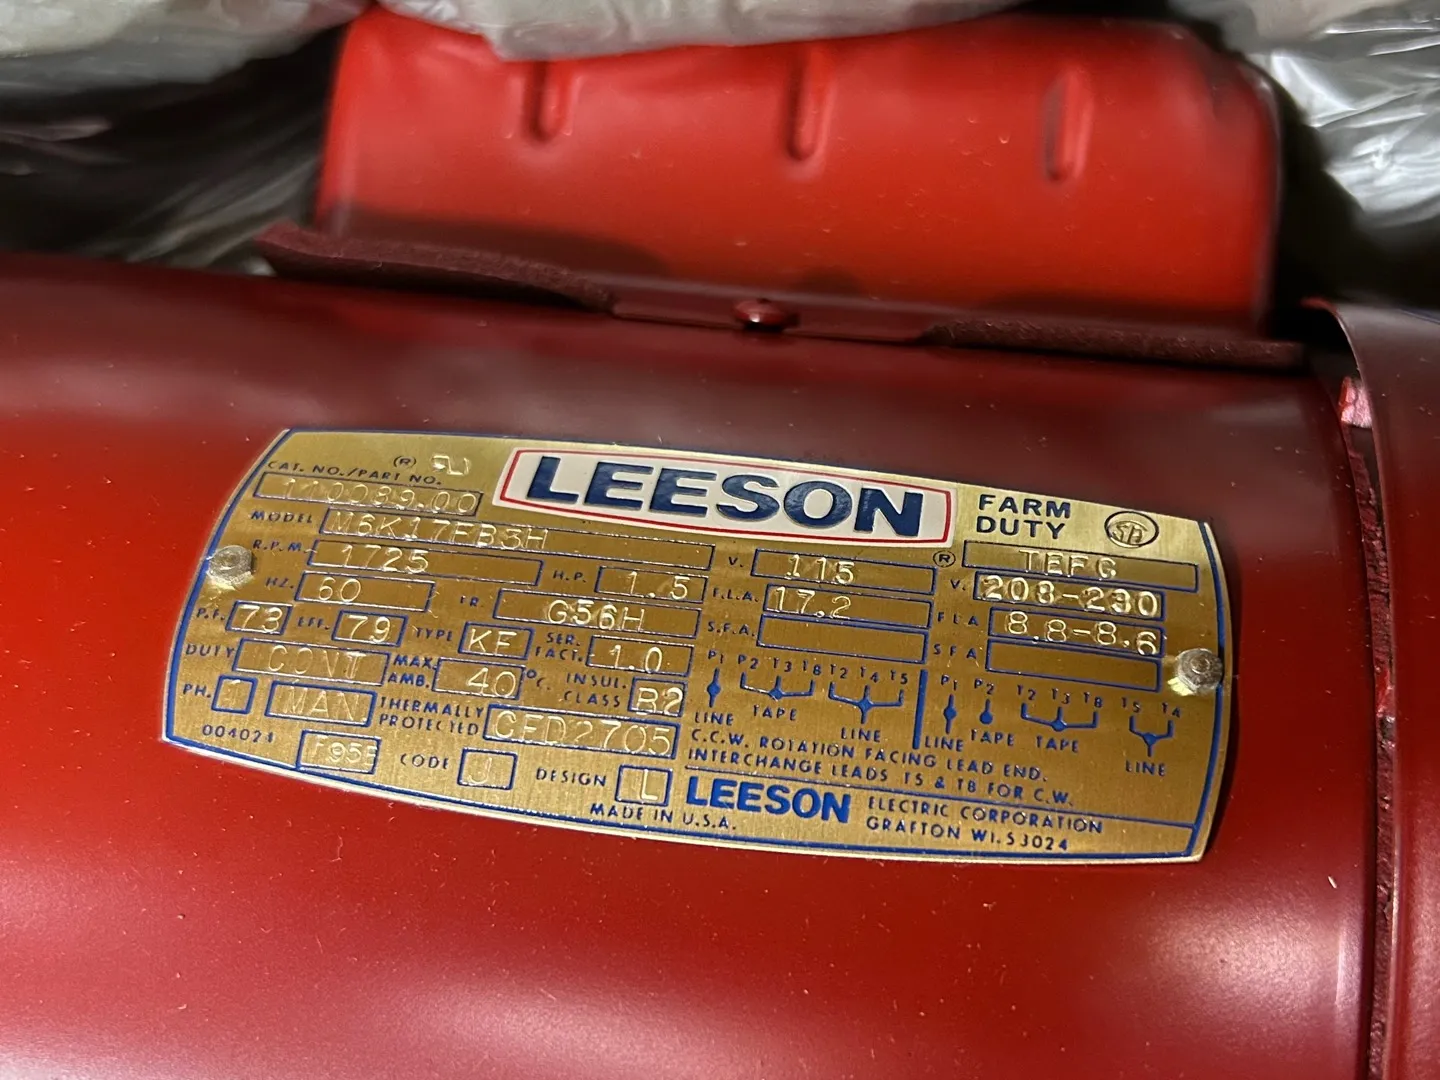 LEESON
FARM DUTY
CAT. NO./PART NO. 110089.00
MODEL M6K17FB3H
R.P.M. 1725
H.P. 1.5
HZ. 60
FR. G56H
P.F. 73 EFF. 79 TYPE KF SER. FACT. 1.0
DUTY CONT MAX. AMB. 40 °C. INSUL. CLASS B2
PH. 1 MAN THERMALLY PROTECTED CFD2705
004024
CODE J DESIGN L
MADE IN U.S.A.
TEFC
V. 115
V. 208-230
F.L.A. 17.2
F.L.A. 8.8-8.6
S.F.A.
S.F.A.
P1 P2 T3 T8 T2 T4 T5
LINE TAPE LINE
P1 P2 T2 T3 T8 T5 T4
LINE TAPE TAPE LINE
C.C.W. ROTATION FACING LEAD END.
INTERCHANGE LEADS T5 & T8 FOR C.W.
LEESON ELECTRIC CORPORATION
GRAFTON WI. 53024